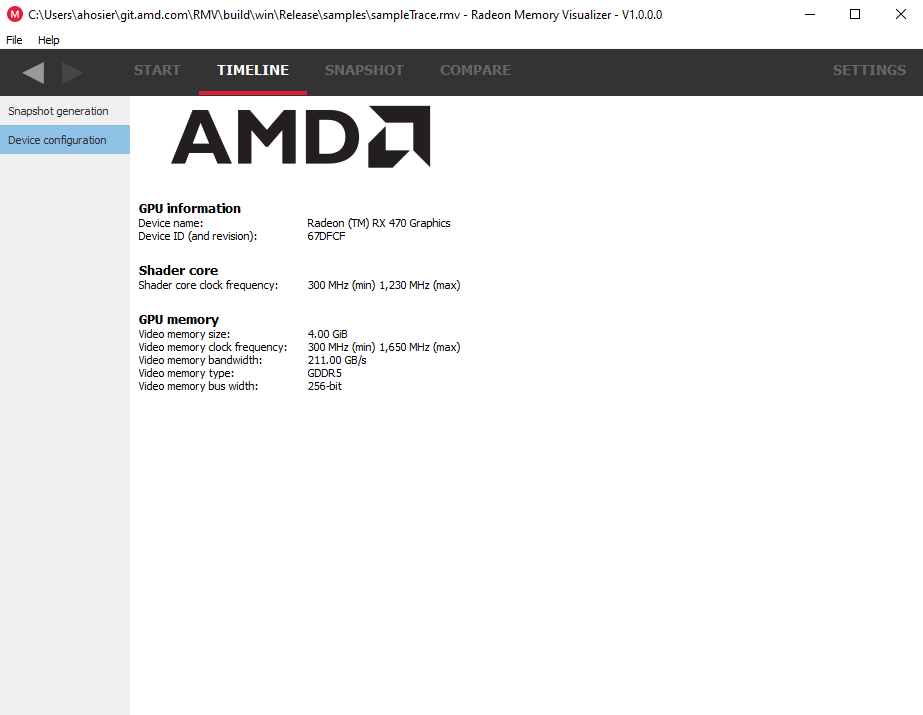 M C:\Users\ahosier\git.amd.com\RMV\build\win\Release\samples\sampleTrace.rmv - Radeon Memory Visualizer - V1.0.0.0
File Help
START TIMELINE SNAPSHOT COMPARE SETTINGS
Snapshot generation
Device configuration
AMD
GPU information
Device name: Radeon (TM) RX 470 Graphics
Device ID (and revision): 67DFCF
Shader core
Shader core clock frequency: 300 MHz (min) 1,230 MHz (max)
GPU memory
Video memory size: 4.00 GiB
Video memory clock frequency: 300 MHz (min) 1,650 MHz (max)
Video memory bandwidth: 211.00 GB/s
Video memory type: GDDR5
Video memory bus width: 256-bit